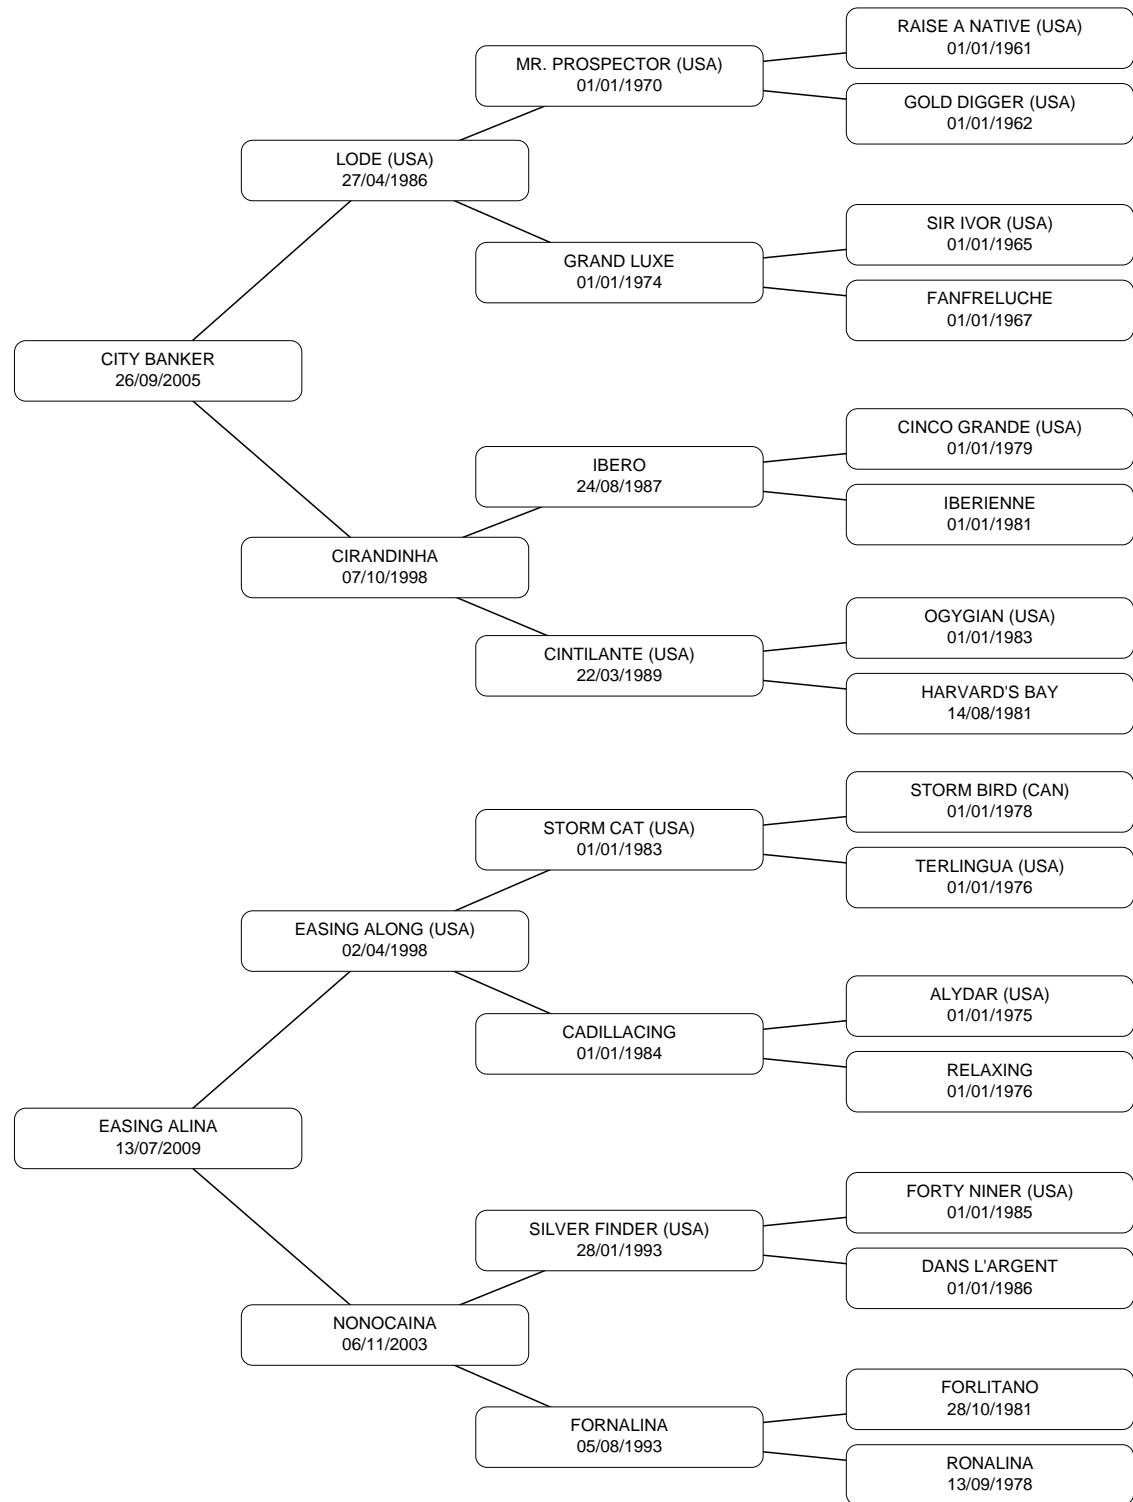 RAISE A NATIVE (USA)
01/01/1961
MR. PROSPECTOR (USA)
01/01/1970
GOLD DIGGER (USA)
01/01/1962
LODE (USA)
27/04/1986
SIR IVOR (USA)
01/01/1965
GRAND LUXE
01/01/1974
FANFRELUCHE
01/01/1967
CITY BANKER
26/09/2005
CINCO GRANDE (USA)
01/01/1979
IBERO
24/08/1987
IBERIENNE
01/01/1981
CIRANDINHA
07/10/1998
OGYGIAN (USA)
01/01/1983
CINTILANTE (USA)
22/03/1989
HARVARD'S BAY
14/08/1981
STORM BIRD (CAN)
01/01/1978
STORM CAT (USA)
01/01/1983
TERLINGUA (USA)
01/01/1976
EASING ALONG (USA)
02/04/1998
ALYDAR (USA)
01/01/1975
CADILLACING
01/01/1984
RELAXING
01/01/1976
EASING ALINA
13/07/2009
FORTY NINER (USA)
01/01/1985
SILVER FINDER (USA)
28/01/1993
DANS L'ARGENT
01/01/1986
NONOCAINA
06/11/2003
FORLITANO
28/10/1981
FORNALINA
05/08/1993
RONALINA
13/09/1978